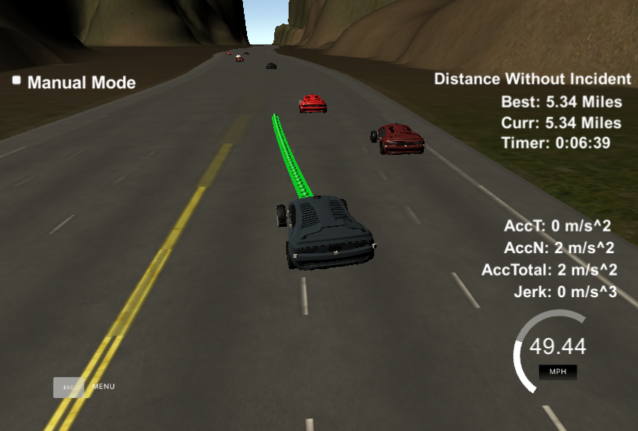 Manual Mode
Distance Without Incident
Best: 5.34 Miles
Curr: 5.34 Miles
Timer: 0:06:39
AccT: 0 m/s^2
AccN: 2 m/s^2
AccTotal: 2 m/s^2
Jerk: 0 m/s^3
49.44
MPH
ESC MENU